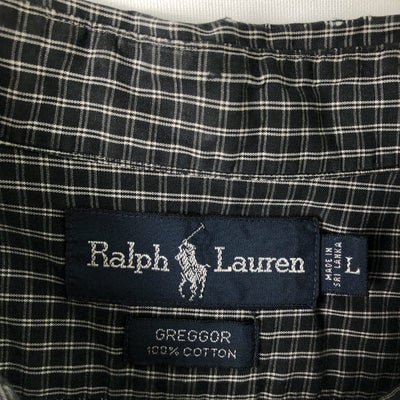 Ralph Lauren
MADE IN
SRI LANKA
L
GREGGOR
100% COTTON